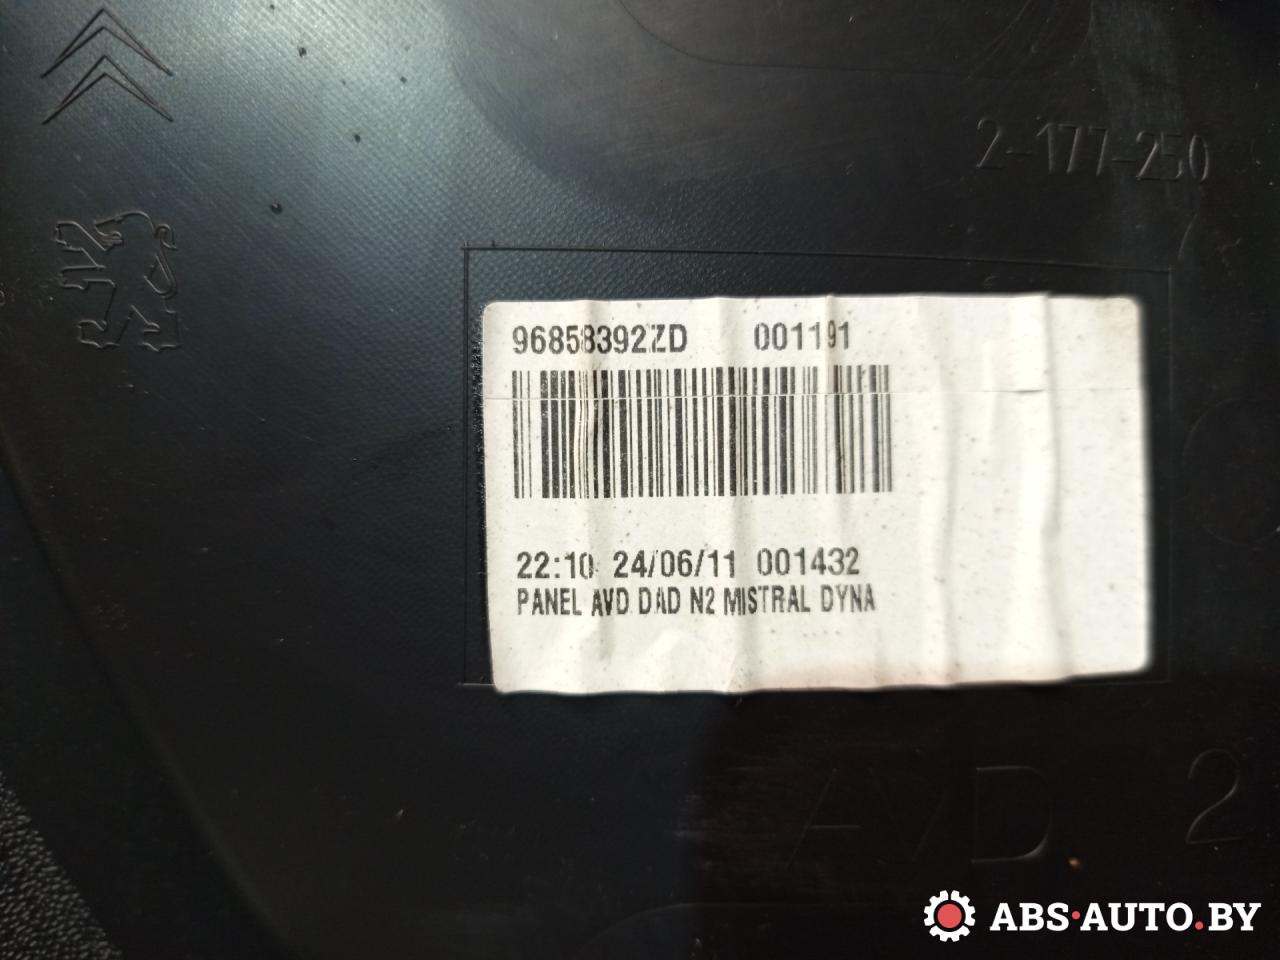 2-177-250
96858392ZD 001191
22:10 24/06/11 001432
PANEL AVD DAD N2 MISTRAL DYNA
AVD 2
ABS-AUTO.BY